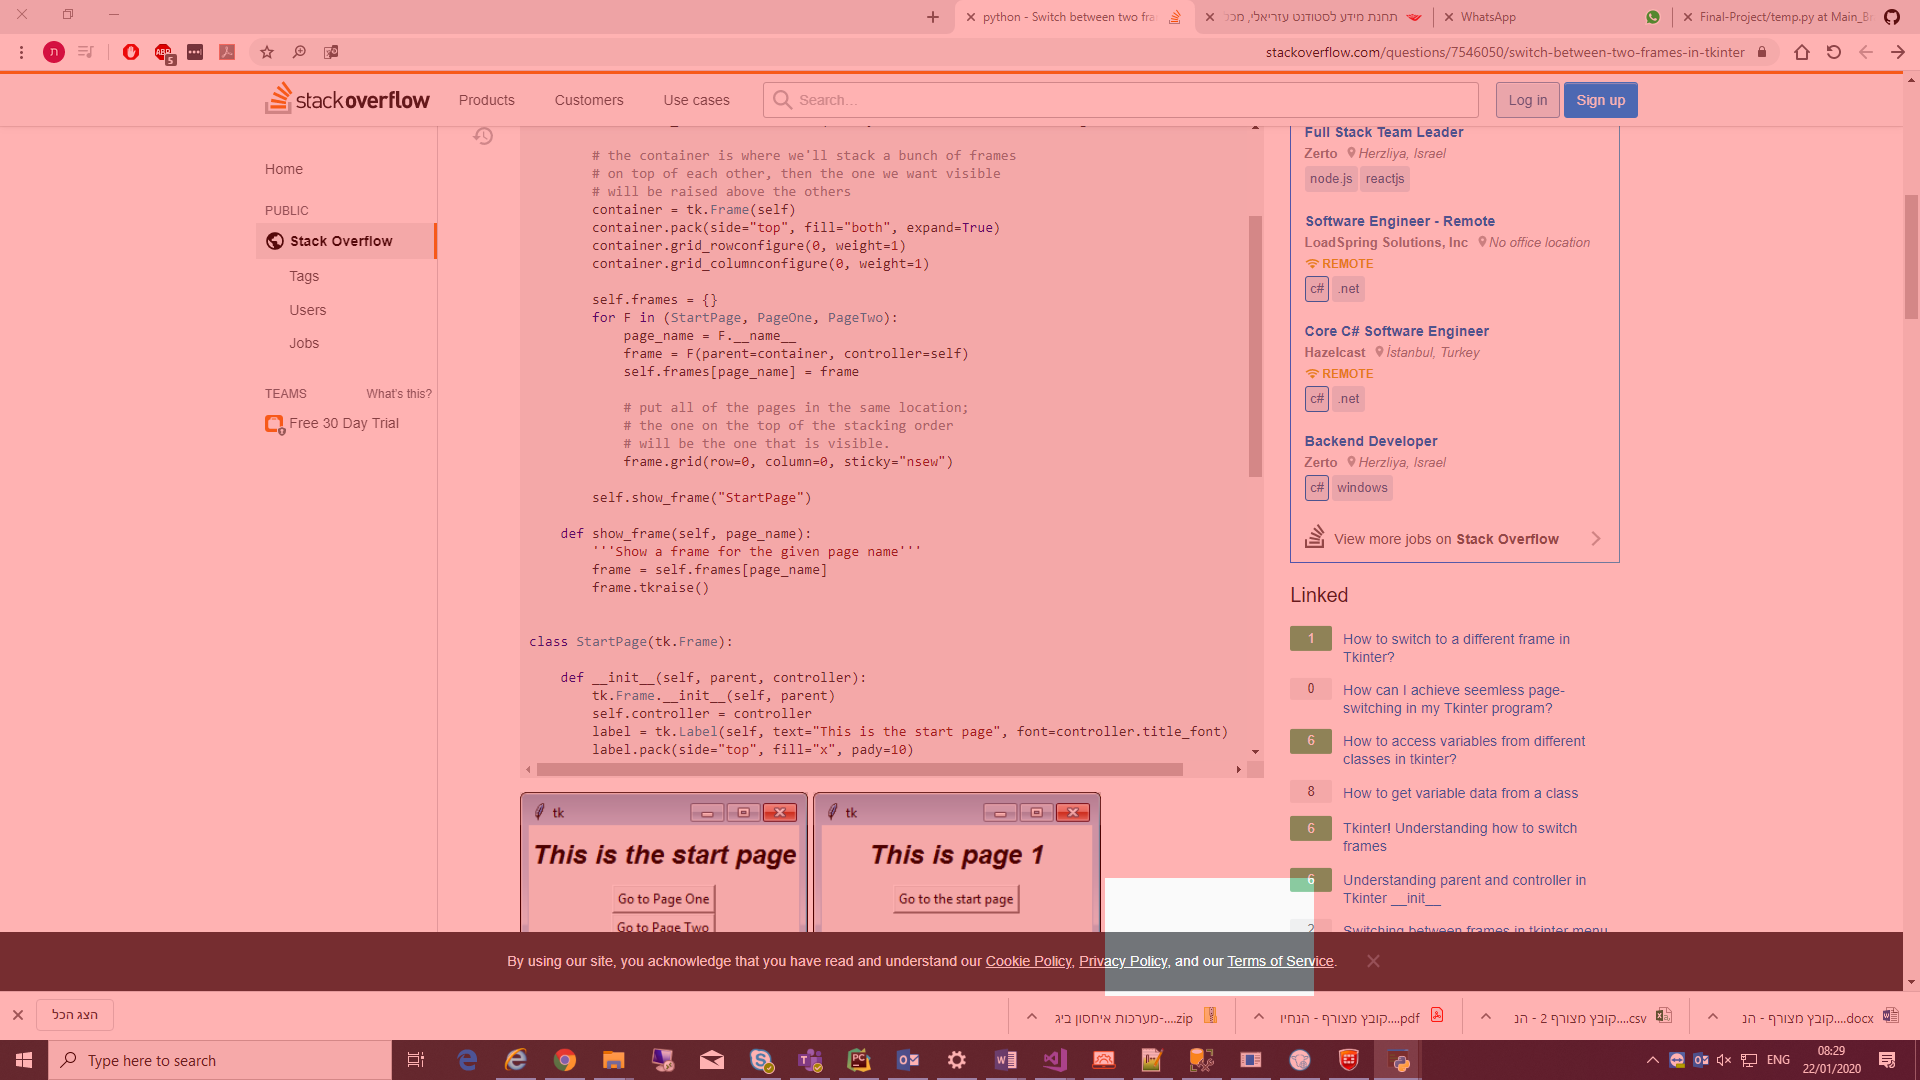 python - Switch between two fra
תחנת מידע לסטודנט עזריאלי, מכל
WhatsApp
Final-Project/temp.py at Main_Br
ת
ABP
5
stackoverflow.com/questions/7546050/switch-between-two-frames-in-tkinter
stackoverflow
Products
Customers
Use cases
Search…
Log in
Sign up
Home
PUBLIC
Stack Overflow
Tags
Users
Jobs
TEAMS
What's this?
Free 30 Day Trial
# the container is where we'll stack a bunch of frames
# on top of each other, then the one we want visible
# will be raised above the others
container = tk.Frame(self)
container.pack(side="top", fill="both", expand=True)
container.grid_rowconfigure(0, weight=1)
container.grid_columnconfigure(0, weight=1)
self.frames = {}
for F in (StartPage, PageOne, PageTwo):
page_name = F.__name__
frame = F(parent=container, controller=self)
self.frames[page_name] = frame
# put all of the pages in the same location;
# the one on the top of the stacking order
# will be the one that is visible.
frame.grid(row=0, column=0, sticky="nsew")
self.show_frame("StartPage")
def show_frame(self, page_name):
'''Show a frame for the given page name'''
frame = self.frames[page_name]
frame.tkraise()
class StartPage(tk.Frame):
def __init__(self, parent, controller):
tk.Frame.__init__(self, parent)
self.controller = controller
label = tk.Label(self, text="This is the start page", font=controller.title_font)
label.pack(side="top", fill="x", pady=10)
tk
This is the start page
Go to Page One
Go to Page Two
tk
This is page 1
Go to the start page
Full Stack Team Leader
Zerto Herzliya, Israel
node.js reactjs
Software Engineer - Remote
LoadSpring Solutions, Inc No office location
REMOTE
c# .net
Core C# Software Engineer
Hazelcast İstanbul, Turkey
REMOTE
c# .net
Backend Developer
Zerto Herzliya, Israel
c# windows
View more jobs on Stack Overflow
Linked
1 How to switch to a different frame in
Tkinter?
0 How can I achieve seemless page-
switching in my Tkinter program?
6 How to access variables from different
classes in tkinter?
8 How to get variable data from a class
6 Tkinter! Understanding how to switch
frames
6 Understanding parent and controller in
Tkinter __init__
2 Switching between frames in tkinter menu
By using our site, you acknowledge that you have read and understand our Cookie Policy, Privacy Policy, and our Terms of Service.
הצג הכל
מערכות איחסון ביג-....zip
קובץ מצורף - הנחיו....pdf
קובץ מצורף 2 - הנ....csv
קובץ מצורף - הנ....docx
Type here to search
ENG
08:29
22/01/2020